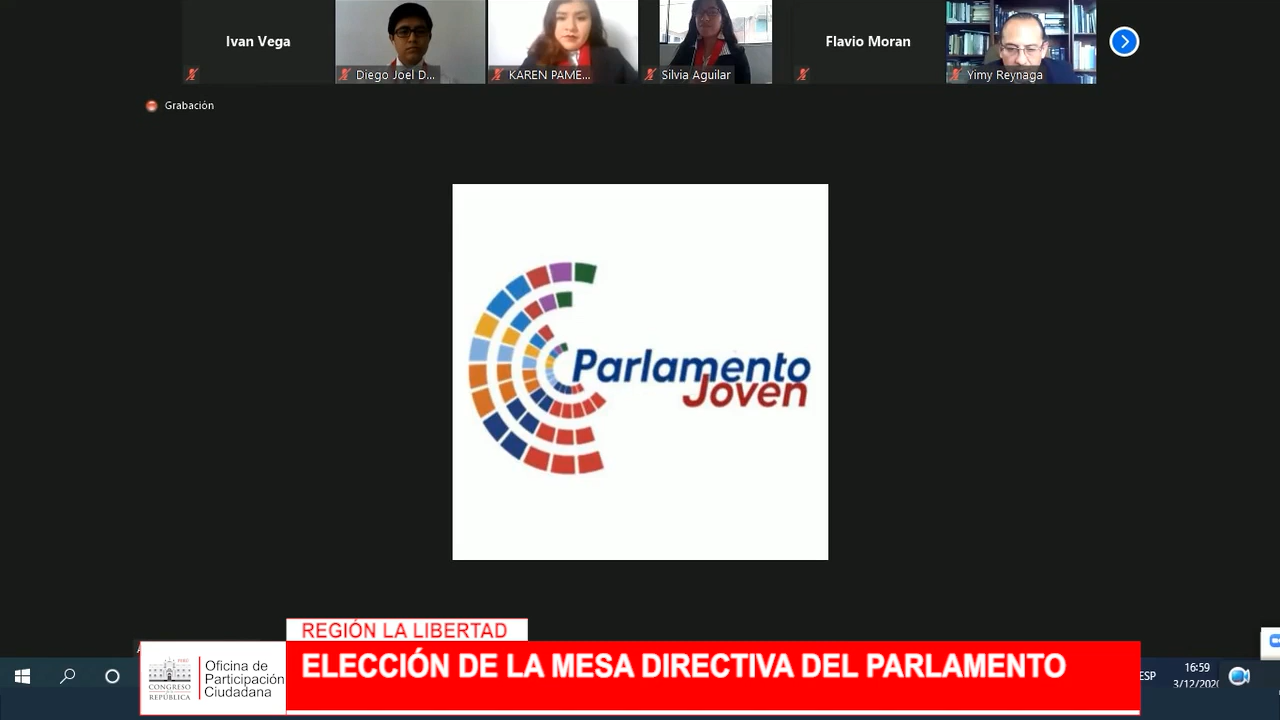 Ivan Vega
Diego Joel D...
KAREN PAME...
Silvia Aguilar
Flavio Moran
Yimy Reynaga
Grabación
Parlamento
Joven
REGIÓN LA LIBERTAD
ELECCIÓN DE LA MESA DIRECTIVA DEL PARLAMENTO
PERÚ
CONGRESO
REPÚBLICA
Oficina de
Participación
Ciudadana
ESP
16:59
3/12/202